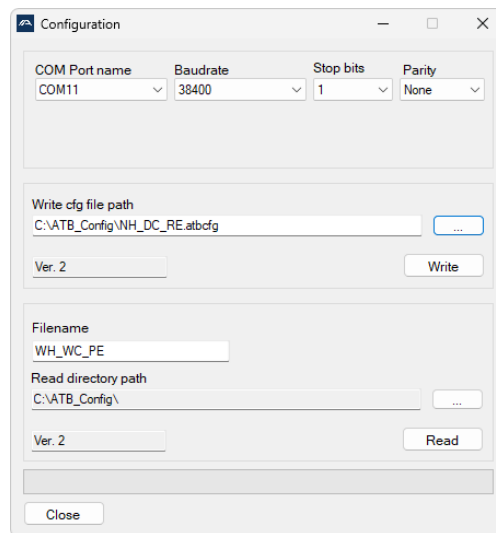 Configuration
COM Port name Baudrate Stop bits Parity
COM11 38400 1 None
Write cfg file path
C:\ATB_Config\NH_DC_RE.atbcfg ...
Ver. 2 Write
Filename
WH_WC_PE
Read directory path
C:\ATB_Config\ ...
Ver. 2 Read
Close